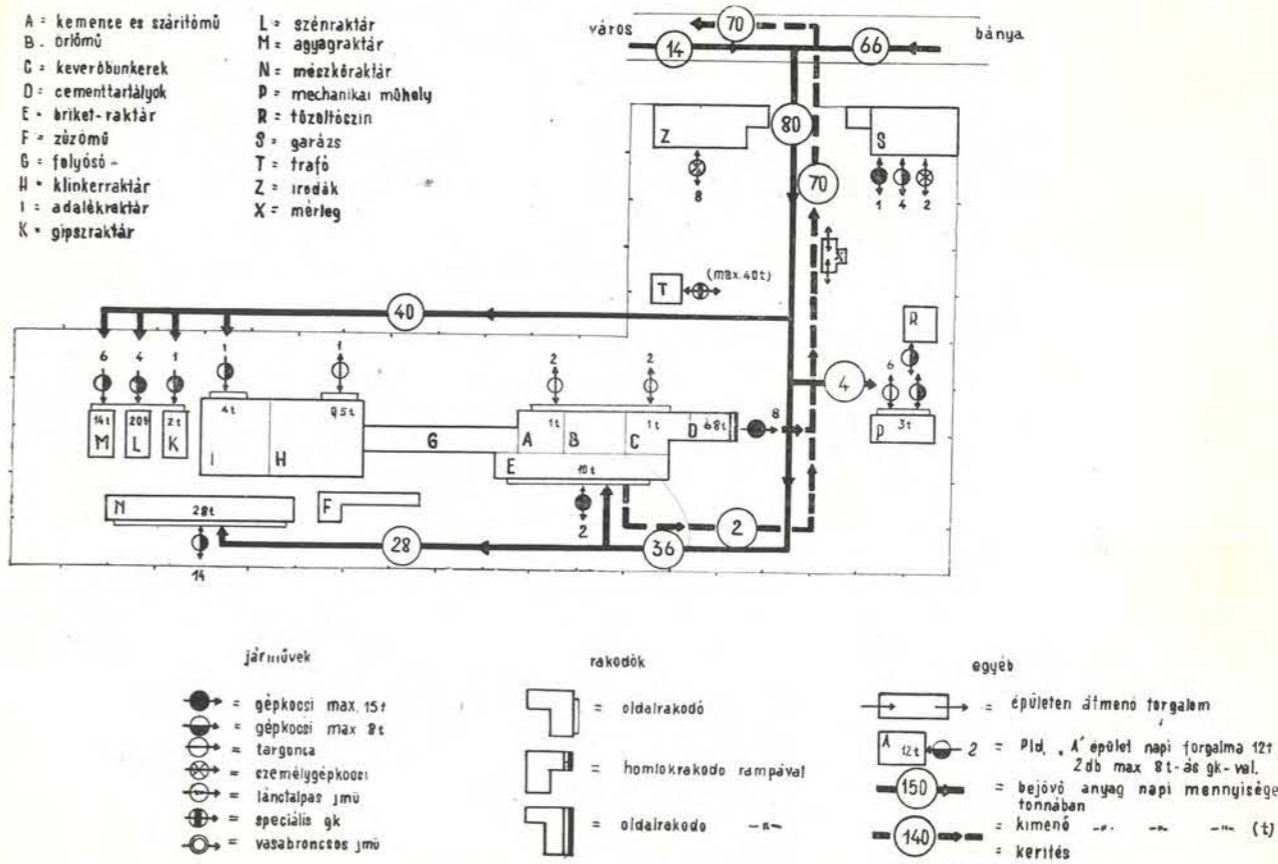 A = kemence es szárítómű
B. örlőmű
C = keverőbunkerek
D = cementtartályok
E = briket-raktár
F = zúzómű
G = folyósó -
H = klinkerraktár
I = adalékraktár
K = gipszraktár
L = szénraktár
M = agyagraktár
N = mészkőraktár
P = mechanikai műhely
R = tűzoltószín
S = garázs
T = trafó
Z = irodák
X = mérleg
város
70
bánya
14
66
Z
80
S
8
70
1 4 2
X
T
(max.40t)
40
R
6 4 1 1 1 2 2
4
6
14t
20t
2t
4t
0,5t
1t
1t
68t
8
3t
M
L
K
I
H
G
A
B
C
D
P
E
10t
N
28t
F
2
2
28
36
14
járművek
= gépkocsi max. 15t
= gépkocsi max 8t
= targonca
= személygépkocsi
= lánctalpas jmű
= speciális gk
= vasabroncsos jmű
rakodók
= oldalrakodó
= homlokrakodo rampával
= oldalrakodo -"-
egyéb
= épületen átmenő forgalom
A
12t
2
= Pld. „A" épület napi forgalma 12t
2db max 8t-ás gk-val.
150
= bejövő anyag napi mennyisége
tonnában
140
= kimenő -"- -"- -"- (t)
= kerítés